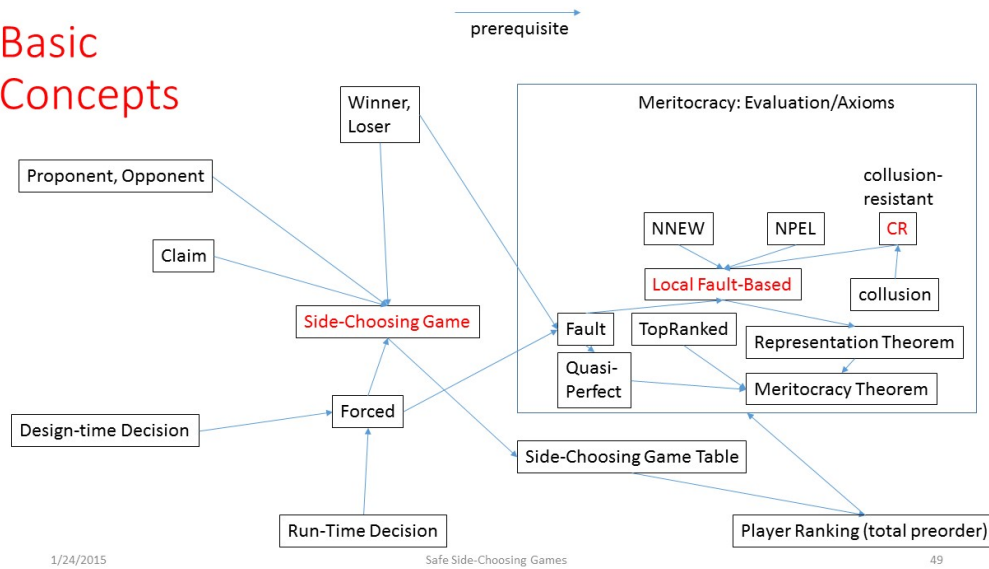 Basic
Concepts
prerequisite
Winner,
Loser
Meritocracy: Evaluation/Axioms
Proponent, Opponent
collusion-
resistant
NNEW
NPEL
CR
Claim
Local Fault-Based
collusion
Side-Choosing Game
Fault
TopRanked
Representation Theorem
Quasi-
Perfect
Meritocracy Theorem
Forced
Design-time Decision
Side-Choosing Game Table
Run-Time Decision
Player Ranking (total preorder)
1/24/2015
Safe Side-Choosing Games
49